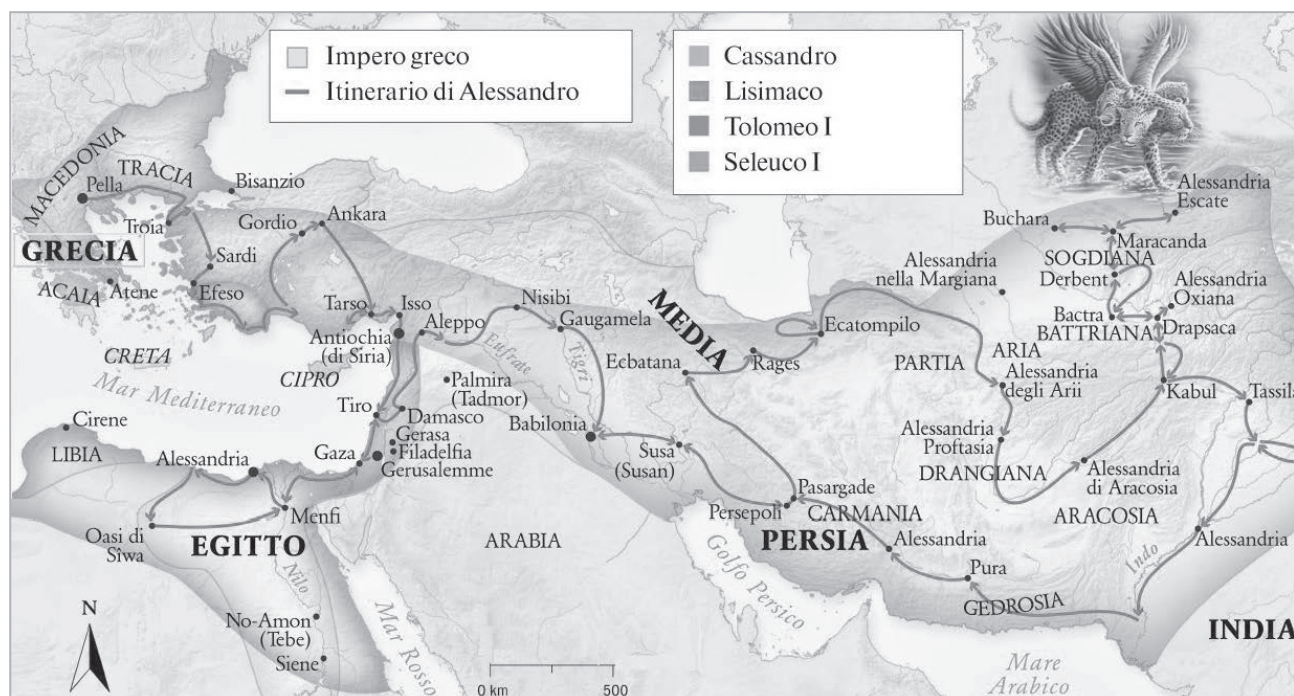 Impero greco
Itinerario di Alessandro
Cassandro
Lisimaco
Tolomeo I
Seleuco I
MACEDONIA
Pella
TRACIA
Bisanzio
Troia
GRECIA
ACAIA
Atene
Sardi
Efeso
CRETA
Gordio
Ankara
Tarso
Isso
Antiochia
(di Siria)
CIPRO
Aleppo
Nisibi
Gaugamela
Eufrate
Tigri
Palmira
(Tadmor)
Mar Mediterraneo
Tiro
Damasco
Gerasa
Filadelfia
Gerusalemme
Gaza
Babilonia
Cirene
LIBIA
Alessandria
Oasi di
Sîwa
Menfi
EGITTO
Nilo
No-Amon
(Tebe)
Siene
Mar Rosso
ARABIA
MEDIA
Ecbatana
Rages
Ecatompilo
Susa
(Susan)
Persepoli
Pasargade
CARMANIA
PERSIA
Golfo Persico
Alessandria
Pura
GEDROSIA
Alessandria
nella Margiana
PARTIA
ARIA
Alessandria
degli Arii
Alessandria
Proftasia
DRANGIANA
Alessandria
di Aracosia
ARACOSIA
Buchara
Alessandria
Escate
Maracanda
SOGDIANA
Derbent
Alessandria
Oxiana
Bactra
BATTRIANA
Drapsaca
Kabul
Tassila
Alessandria
Indo
INDIA
Mare
Arabico
N
0 km
500